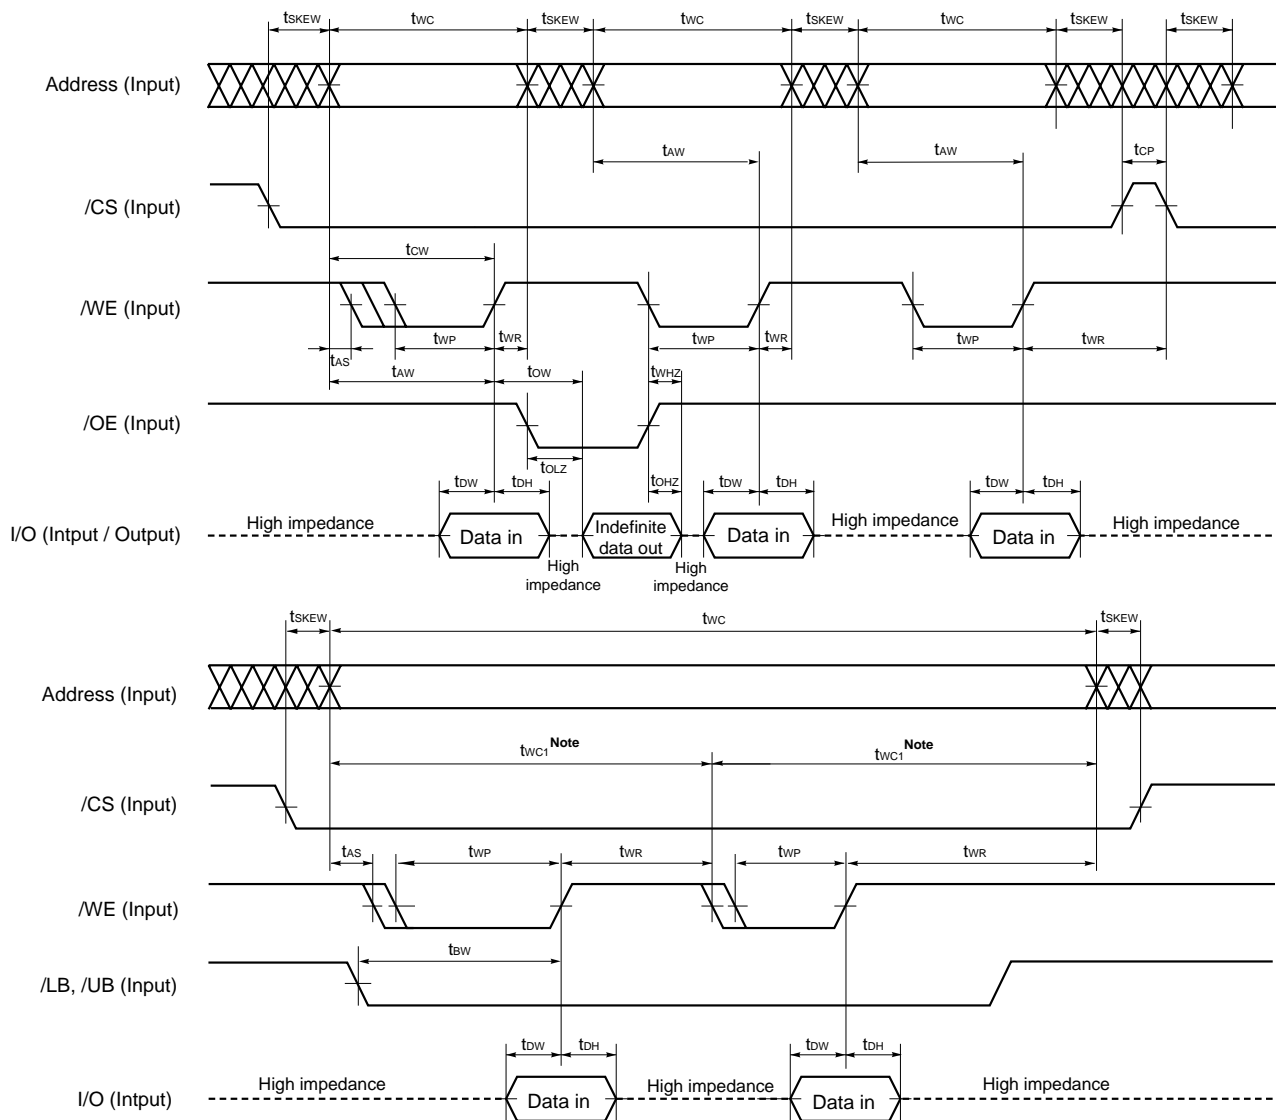 tSKEW tWC tSKEW tWC tSKEW tWC tSKEW tSKEW
Address (Input)
tAW tAW tCP
/CS (Input)
tCW
/WE (Input)
tWP tWR tWP tWR tWP tWR
tAS
tAW tOW tWHZ
/OE (Input)
tOLZ tOHZ
tDW tDH tDW tDH tDW tDH
I/O (Intput / Output)
High impedance
Data in
Indefinite
data out
Data in
High impedance
Data in
High impedance
High
impedance
High
impedance
tSKEW tWC tSKEW
Address (Input)
tWC1 Note tWC1 Note
/CS (Input)
tAS tWP tWR tWP tWR
/WE (Input)
tBW
/LB, /UB (Input)
tDW tDH tDW tDH
I/O (Intput)
High impedance
Data in
High impedance
Data in
High impedance